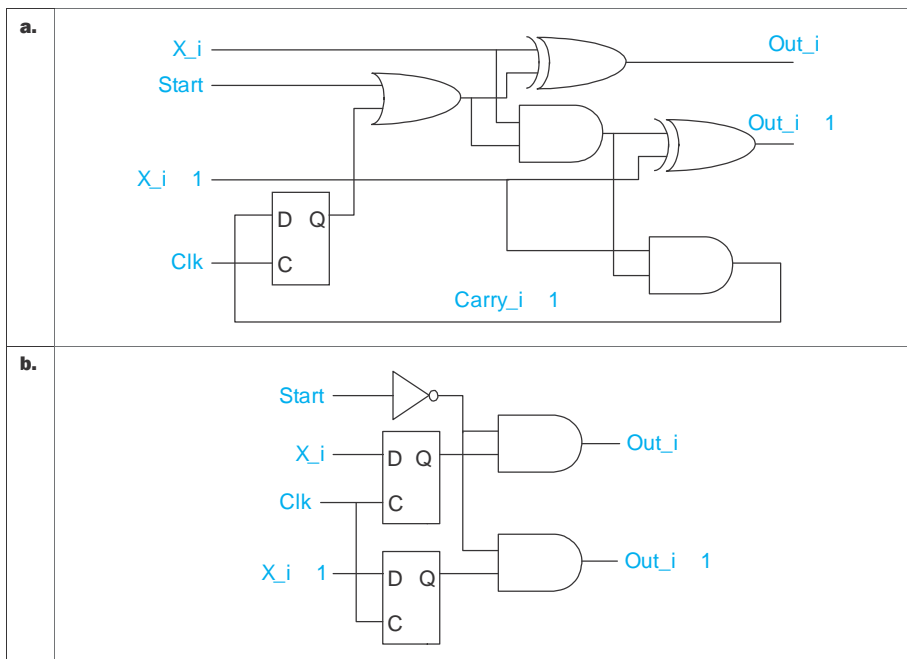 a.
X_i
Out_i
Start
Out_i 1
X_i 1
D Q
Clk
C
Carry_i 1
b.
Start
X_i
D Q
Out_i
Clk
C
X_i 1
D Q
Out_i 1
C